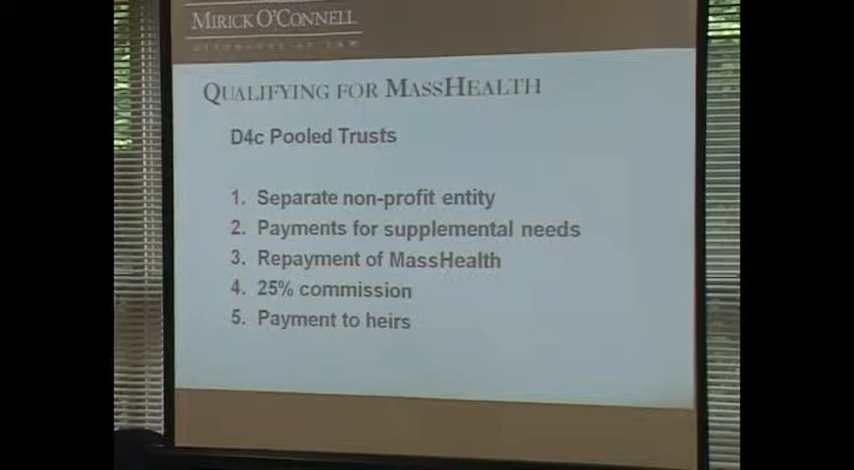 MIRICK O'CONNELL
ATTORNEYS AT LAW
QUALIFYING FOR MASSHEALTH
D4c Pooled Trusts
1. Separate non-profit entity
2. Payments for supplemental needs
3. Repayment of MassHealth
4. 25% commission
5. Payment to heirs